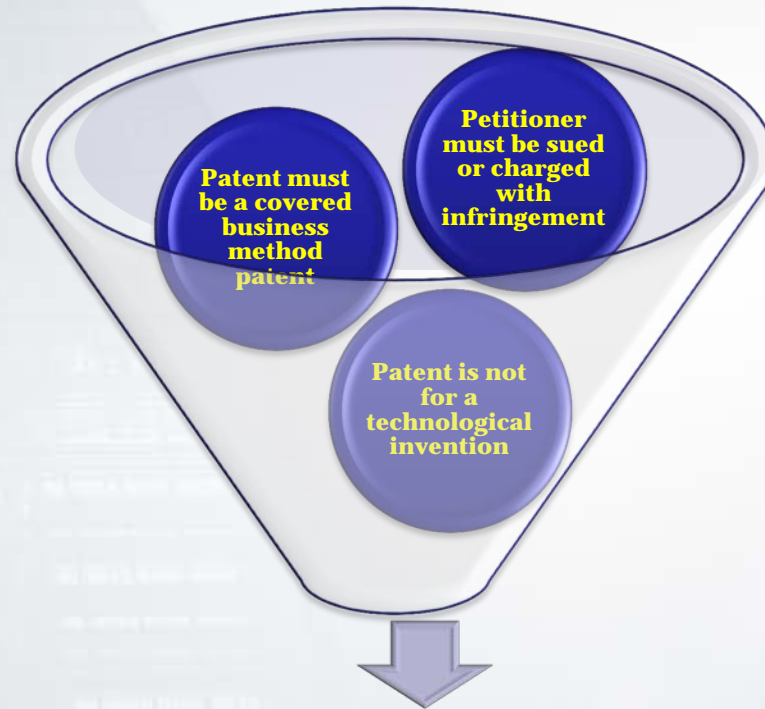 Patent must
be a covered
business
method
patent
Petitioner
must be sued
or charged
with
infringement
Patent is not
for a
technological
invention